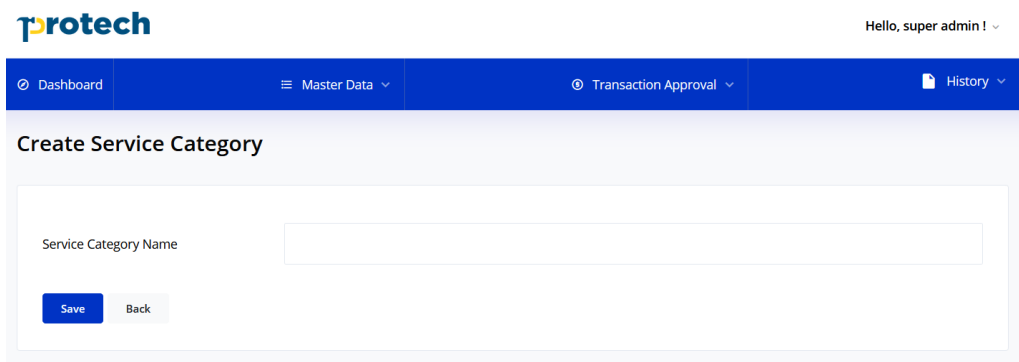 protech
Hello, super admin !
Dashboard
Master Data
Transaction Approval
History
Create Service Category
Service Category Name
Save
Back